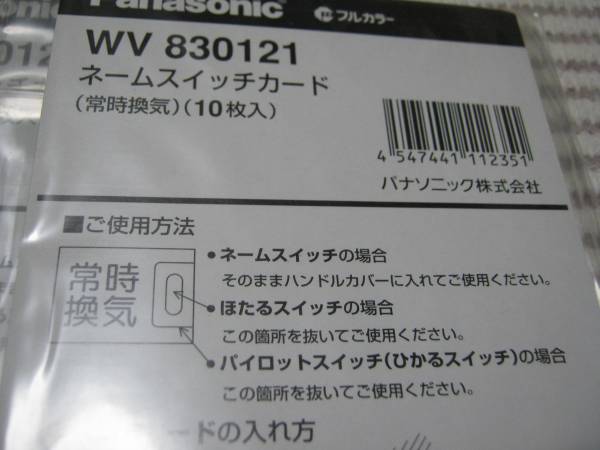 Panasonic
フルカラー
WV 830121
ネームスイッチカード
(常時換気)(10枚入)
4 547441 112351
パナソニック株式会社
■ご使用方法
常時
換気
•ネームスイッチの場合
そのままハンドルカバーに入れてご使用ください。
•ほたるスイッチの場合
この箇所を抜いてご使用ください。
•パイロットスイッチ(ひかるスイッチ)の場合
この箇所を抜いてご使用ください。
ードの入れ方